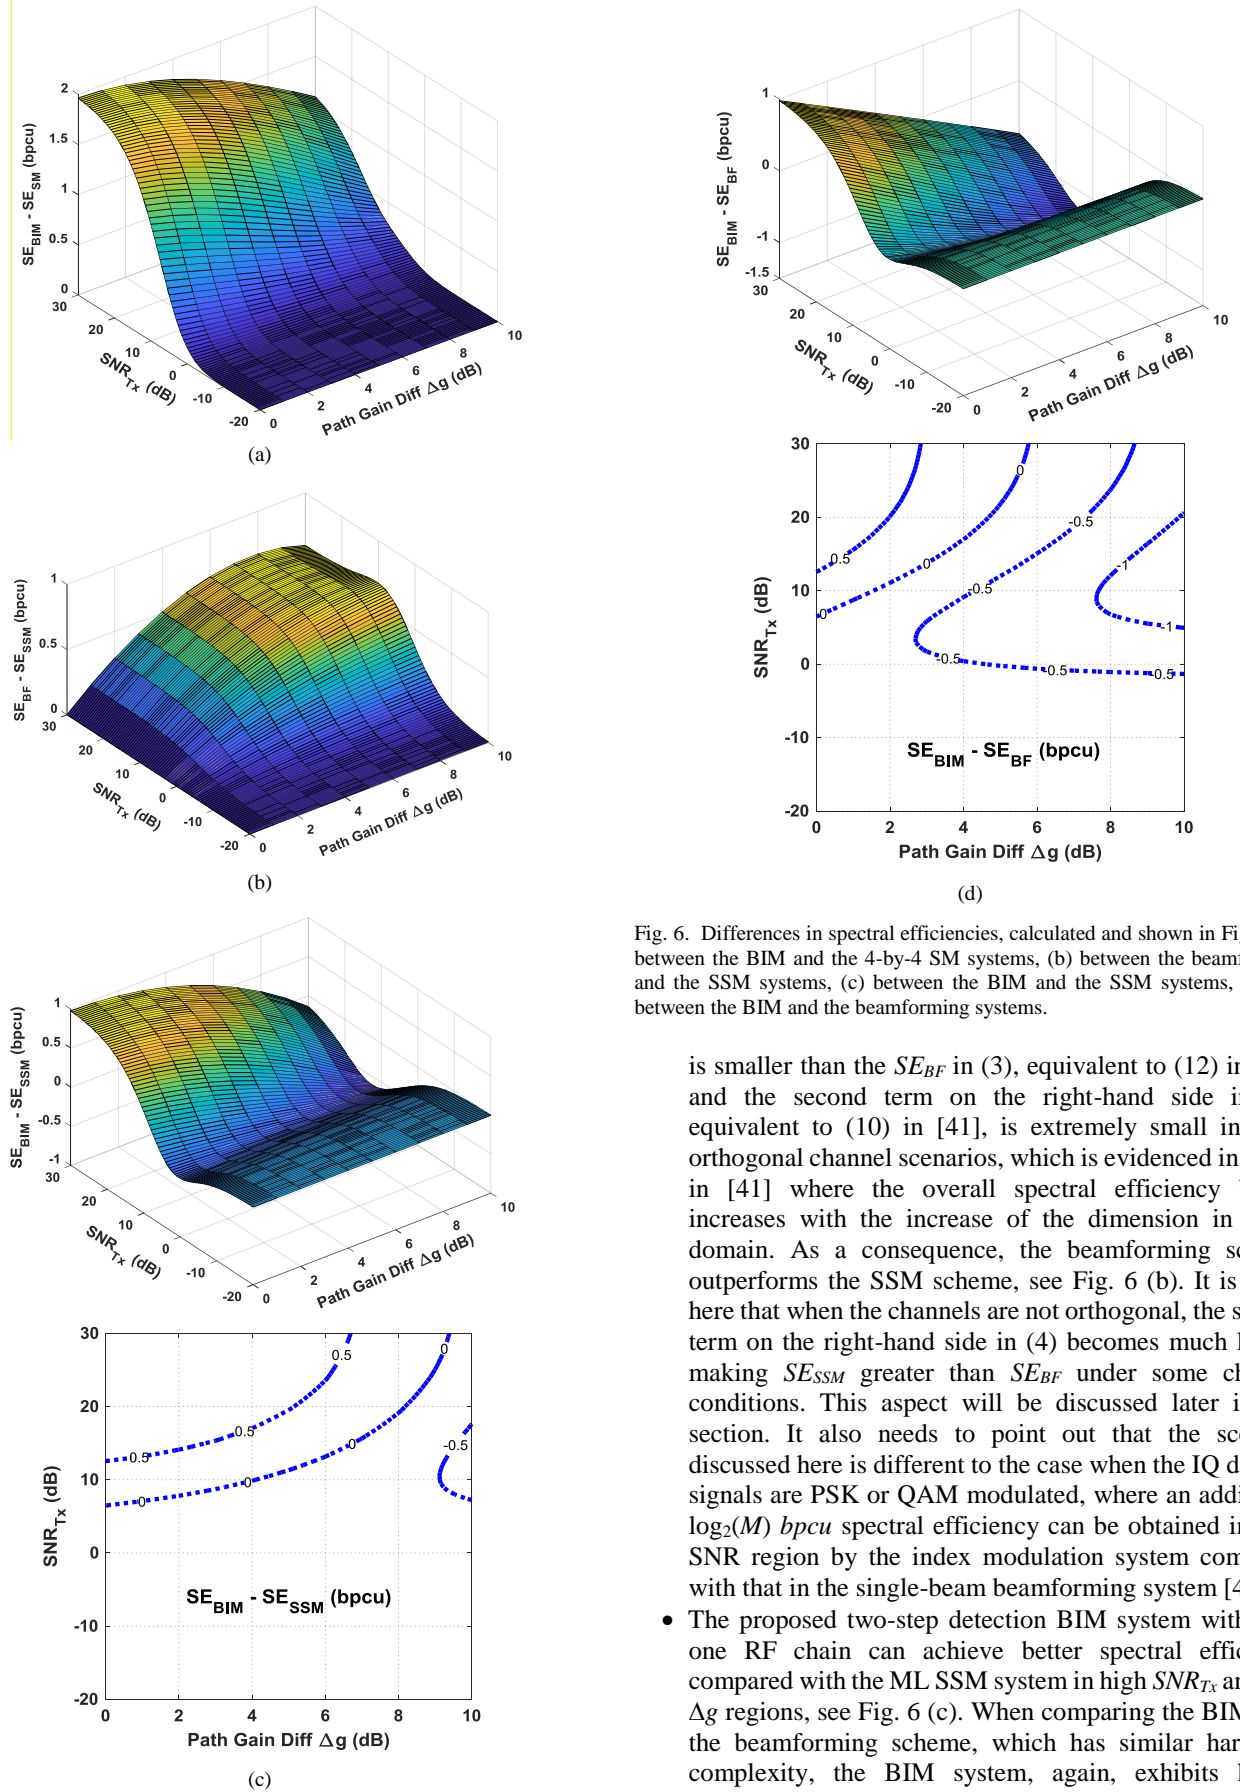 2
1.5
1
0.5
0
SE_BIM - SE_SM (bpcu)
30
20
10
0
-10
-20
SNR_Tx (dB)
0
2
4
6
8
10
Path Gain Diff Δg (dB)
(a)
1
0.5
0
SE_BF - SE_SSM (bpcu)
30
20
10
0
-10
-20
SNR_Tx (dB)
0
2
4
6
8
10
Path Gain Diff Δg (dB)
(b)
1
0.5
0
-0.5
-1
SE_BIM - SE_SSM (bpcu)
30
20
10
0
-10
-20
SNR_Tx (dB)
0
2
4
6
8
10
Path Gain Diff Δg (dB)
30
20
10
0
-10
-20
SNR_Tx (dB)
0.5
0.5
0.5
0
0
0
0
-0.5
SE_BIM - SE_SSM (bpcu)
0
2
4
6
8
10
Path Gain Diff Δg (dB)
(c)
1
0
-1
-1.5
SE_BIM - SE_BF (bpcu)
30
20
10
0
-10
-20
SNR_Tx (dB)
0
2
4
6
8
10
Path Gain Diff Δg (dB)
30
20
10
0
-10
-20
SNR_Tx (dB)
0.5
0
0
0
-0.5
-0.5
-0.5
-0.5
-0.5
-1
-1
SE_BIM - SE_BF (bpcu)
0
2
4
6
8
10
Path Gain Diff Δg (dB)
(d)
Fig. 6. Differences in spectral efficiencies, calculated and shown in Fig
between the BIM and the 4-by-4 SM systems, (b) between the beamf
and the SSM systems, (c) between the BIM and the SSM systems,
between the BIM and the beamforming systems.
is smaller than the SE_BF in (3), equivalent to (12) in
and the second term on the right-hand side in
equivalent to (10) in [41], is extremely small in
orthogonal channel scenarios, which is evidenced in
in [41] where the overall spectral efficiency
increases with the increase of the dimension in
domain. As a consequence, the beamforming sc
outperforms the SSM scheme, see Fig. 6 (b). It is
here that when the channels are not orthogonal, the s
term on the right-hand side in (4) becomes much l
making SE_SSM greater than SE_BF under some ch
conditions. This aspect will be discussed later i
section. It also needs to point out that the sc
discussed here is different to the case when the IQ d
signals are PSK or QAM modulated, where an addi
log₂(M) bpcu spectral efficiency can be obtained in
SNR region by the index modulation system com
with that in the single-beam beamforming system [4
• The proposed two-step detection BIM system with
one RF chain can achieve better spectral effic
compared with the ML SSM system in high SNR_Tx an
Δg regions, see Fig. 6 (c). When comparing the BIM
the beamforming scheme, which has similar har
complexity, the BIM system, again, exhibits